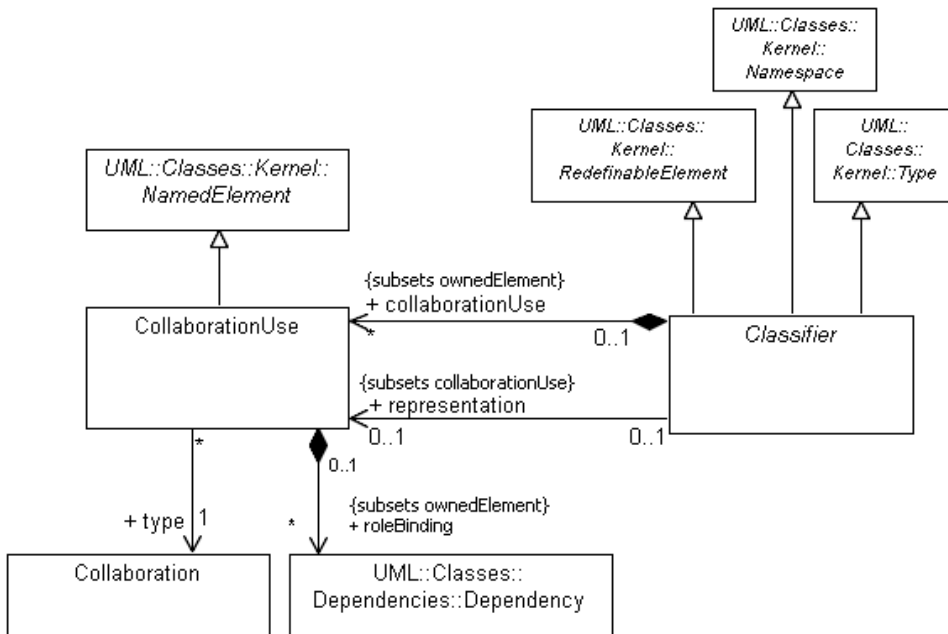 UML::Classes::
Kernel::
Namespace
UML::Classes::
Kernel::
RedefinableElement
UML::
Classes::
Kernel::Type
UML::Classes::Kernel::
NamedElement
{subsets ownedElement}
+ collaborationUse
*
0..1
CollaborationUse
Classifier
{subsets collaborationUse}
+ representation
0..1
0..1
*
0..1
+ type
1
{subsets ownedElement}
*
+ roleBinding
Collaboration
UML::Classes::
Dependencies::Dependency